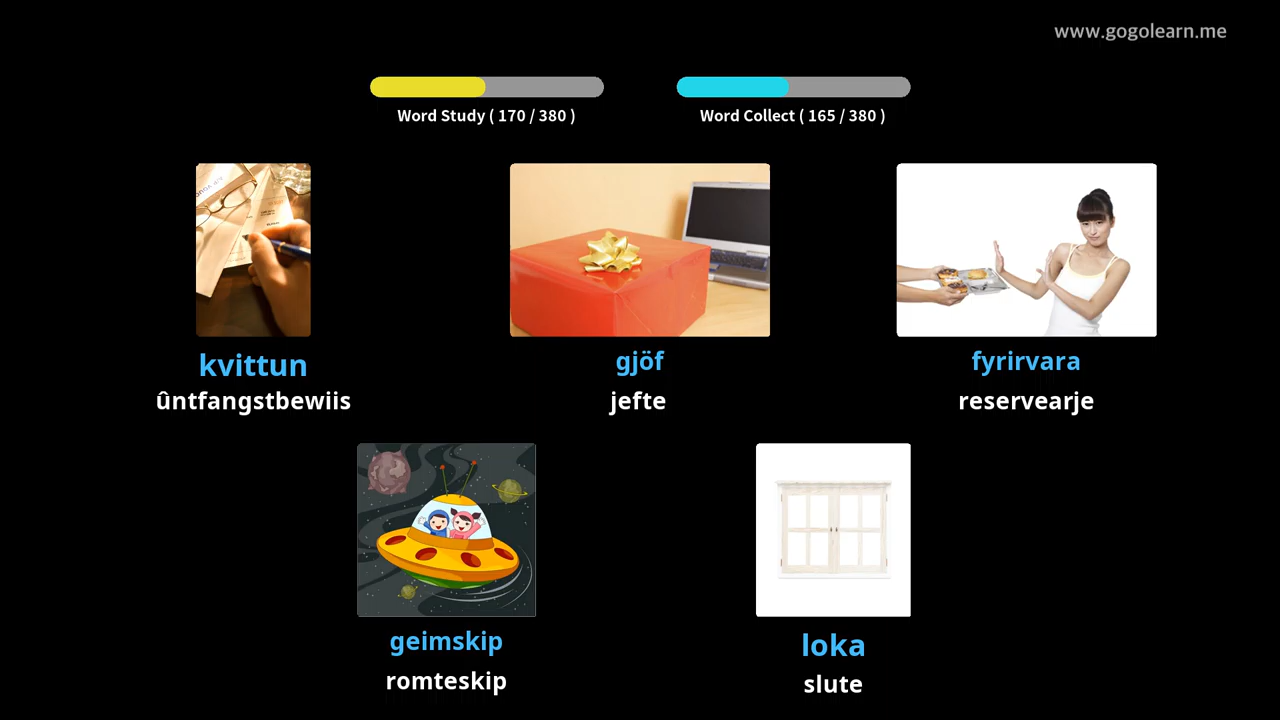 www.gogolearn.me
Word Study ( 170 / 380 )
Word Collect ( 165 / 380 )
kvittun
ûntfangstbewiis
gjöf
jefte
fyrirvara
reservearje
geimskip
romteskip
loka
slute